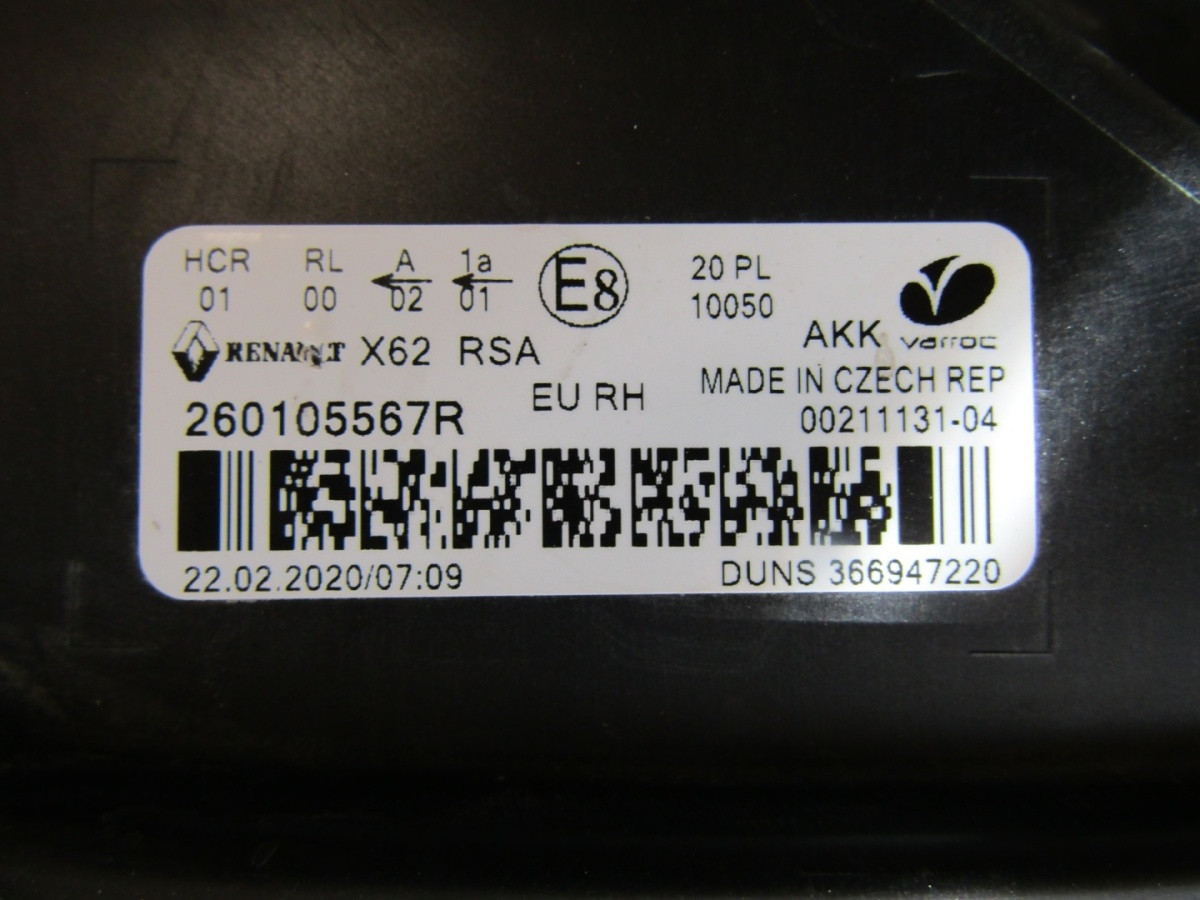 HCR RL A 1a E8 20 PL
01 00 02 01 10050
RENAULT X62 RSA AKK varroc
EU RH MADE IN CZECH REP
260105567R 00211131-04
22.02.2020/07:09 DUNS 366947220